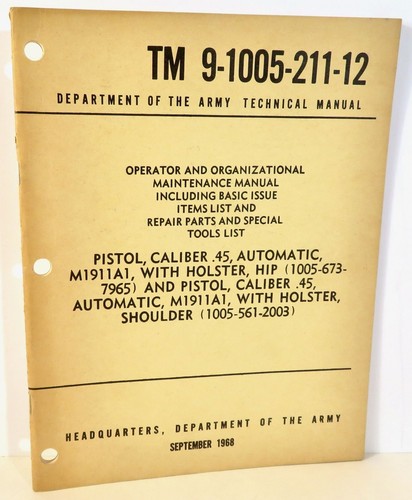 TM 9-1005-211-12
DEPARTMENT OF THE ARMY TECHNICAL MANUAL
OPERATOR AND ORGANIZATIONAL
MAINTENANCE MANUAL
INCLUDING BASIC ISSUE
ITEMS LIST AND
REPAIR PARTS AND SPECIAL
TOOLS LIST
PISTOL, CALIBER .45, AUTOMATIC,
M1911A1, WITH HOLSTER, HIP (1005-673-
7965) AND PISTOL, CALIBER .45,
AUTOMATIC, M1911A1, WITH HOLSTER,
SHOULDER (1005-561-2003)
HEADQUARTERS, DEPARTMENT OF THE ARMY
SEPTEMBER 1968